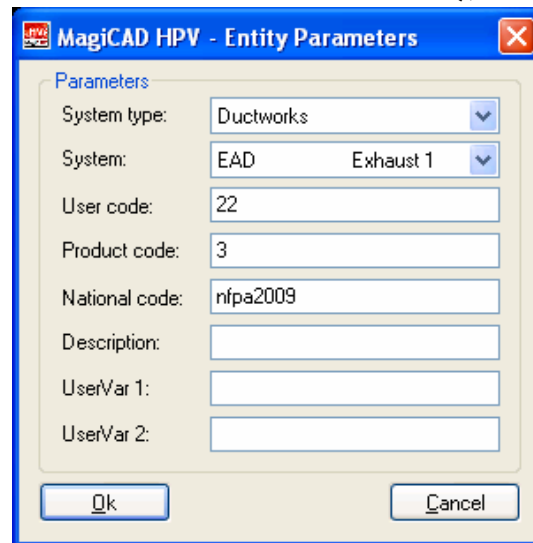 MagiCAD HPV - Entity Parameters
Parameters
System type: Ductworks
System: EAD Exhaust 1
User code: 22
Product code: 3
National code: nfpa2009
Description:
UserVar 1:
UserVar 2:
Ok Cancel